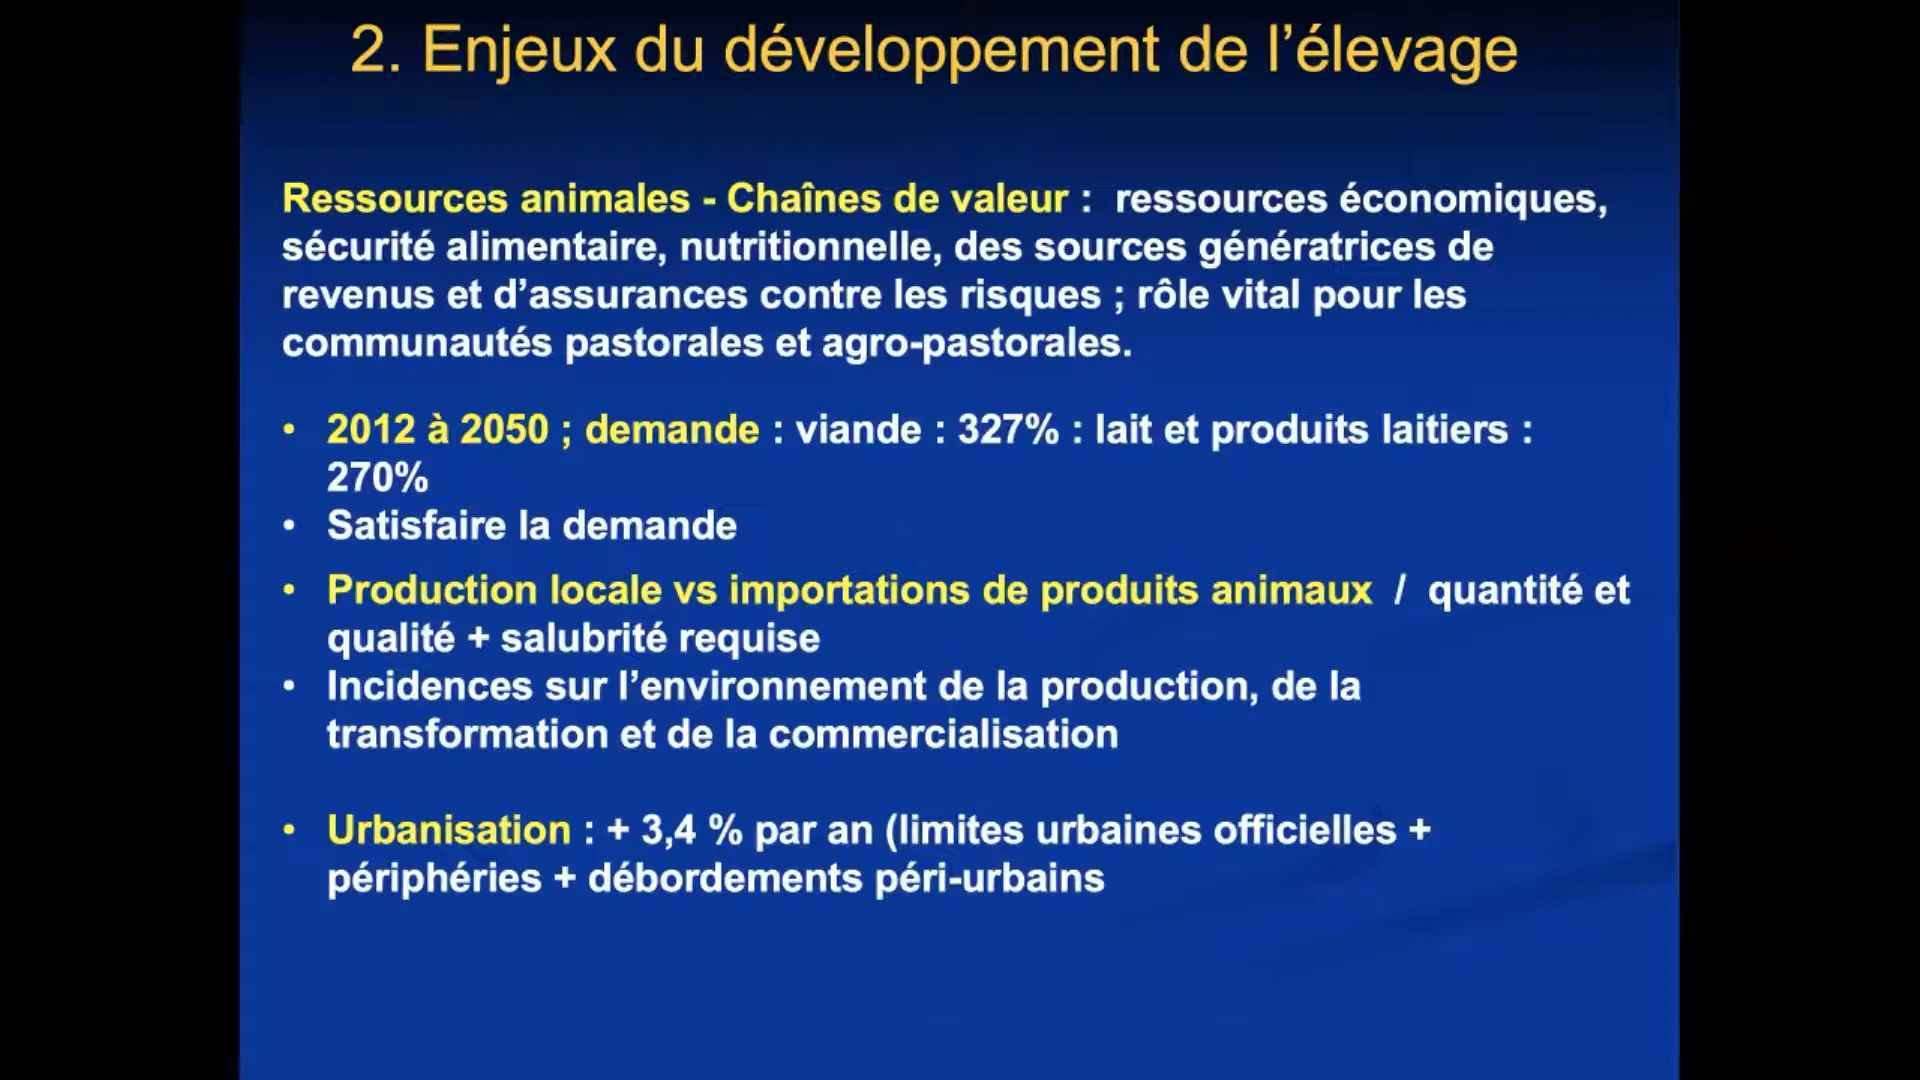 2. Enjeux du développement de l’élevage
Ressources animales - Chaînes de valeur : ressources économiques,
sécurité alimentaire, nutritionnelle, des sources génératrices de
revenus et d’assurances contre les risques ; rôle vital pour les
communautés pastorales et agro-pastorales.
• 2012 à 2050 ; demande : viande : 327% : lait et produits laitiers :
270%
• Satisfaire la demande
• Production locale vs importations de produits animaux / quantité et
qualité + salubrité requise
• Incidences sur l’environnement de la production, de la
transformation et de la commercialisation
• Urbanisation : + 3,4 % par an (limites urbaines officielles +
périphéries + débordements péri-urbains